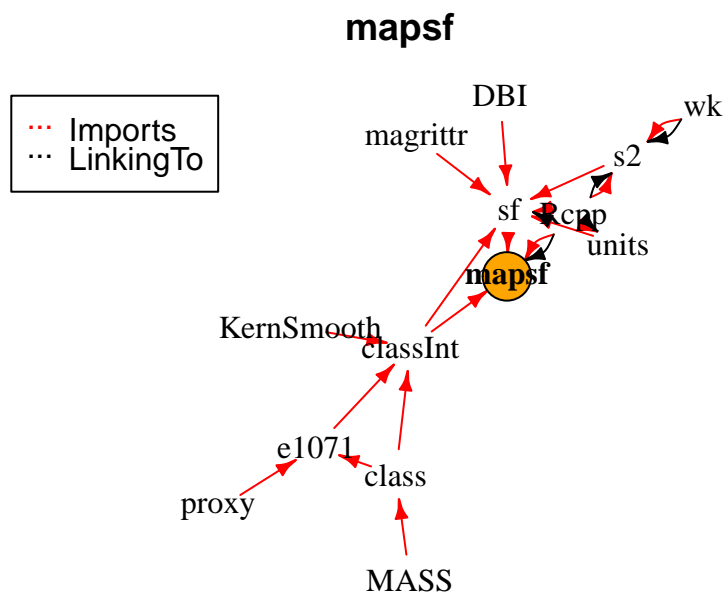 mapsf
Imports
LinkingTo
DBI
wk
magrittr
s2
sf
Rcpp
units
mapsf
KernSmooth
classInt
e1071
class
proxy
MASS